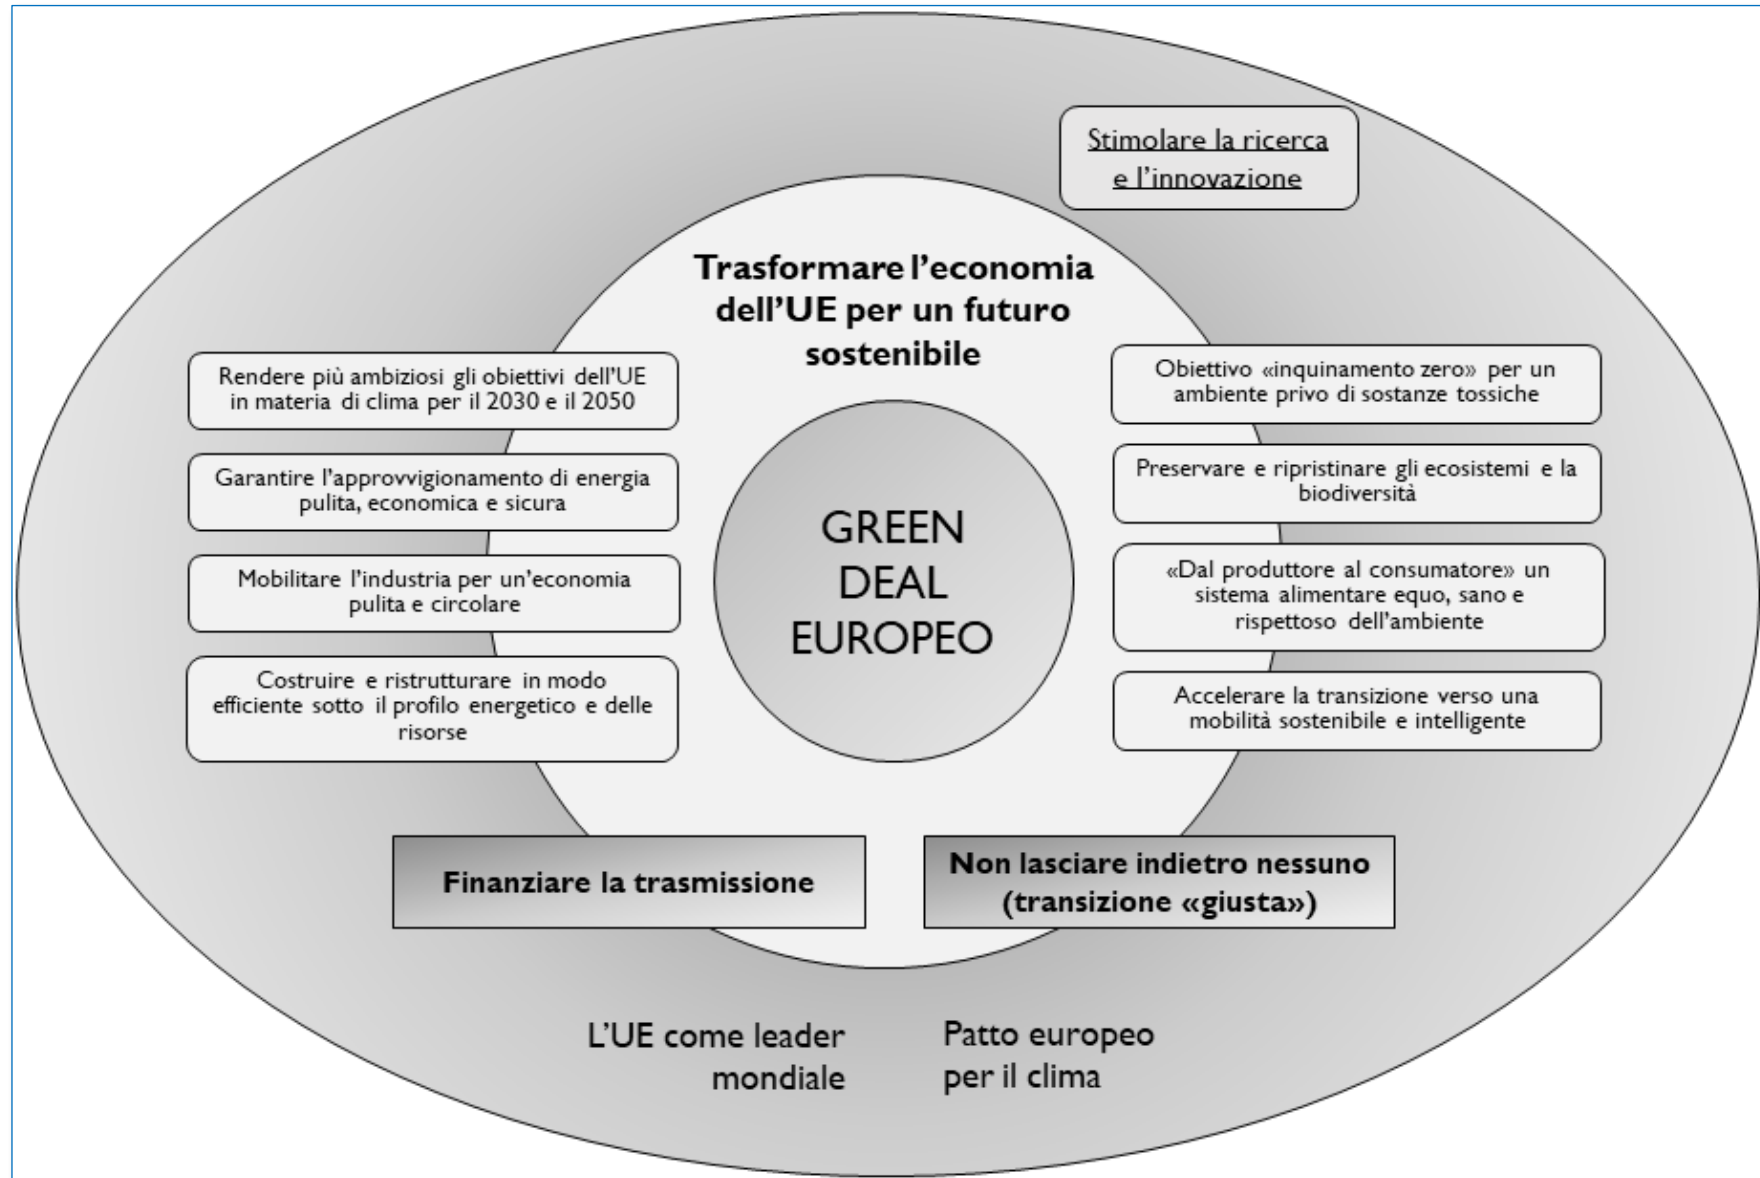 Stimolare la ricerca
e l'innovazione
Trasformare l'economia
dell'UE per un futuro
sostenibile
Rendere più ambiziosi gli obiettivi dell'UE
in materia di clima per il 2030 e il 2050
Garantire l'approvvigionamento di energia
pulita, economica e sicura
Mobilitare l'industria per un'economia
pulita e circolare
Costruire e ristrutturare in modo
efficiente sotto il profilo energetico e delle
risorse
GREEN
DEAL
EUROPEO
Obiettivo «inquinamento zero» per un
ambiente privo di sostanze tossiche
Preservare e ripristinare gli ecosistemi e la
biodiversità
«Dal produttore al consumatore» un
sistema alimentare equo, sano e
rispettoso dell'ambiente
Accelerare la transizione verso una
mobilità sostenibile e intelligente
Finanziare la trasmissione
Non lasciare indietro nessuno
(transizione «giusta»)
L'UE come leader
mondiale
Patto europeo
per il clima